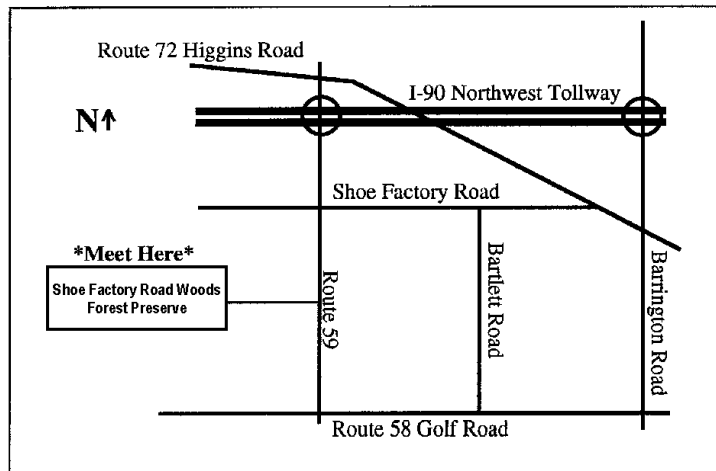 Route 72 Higgins Road
I-90 Northwest Tollway
N↑
Shoe Factory Road
*Meet Here*
Shoe Factory Road Woods
Forest Preserve
Route 59
Bartlett Road
Barrington Road
Route 58 Golf Road